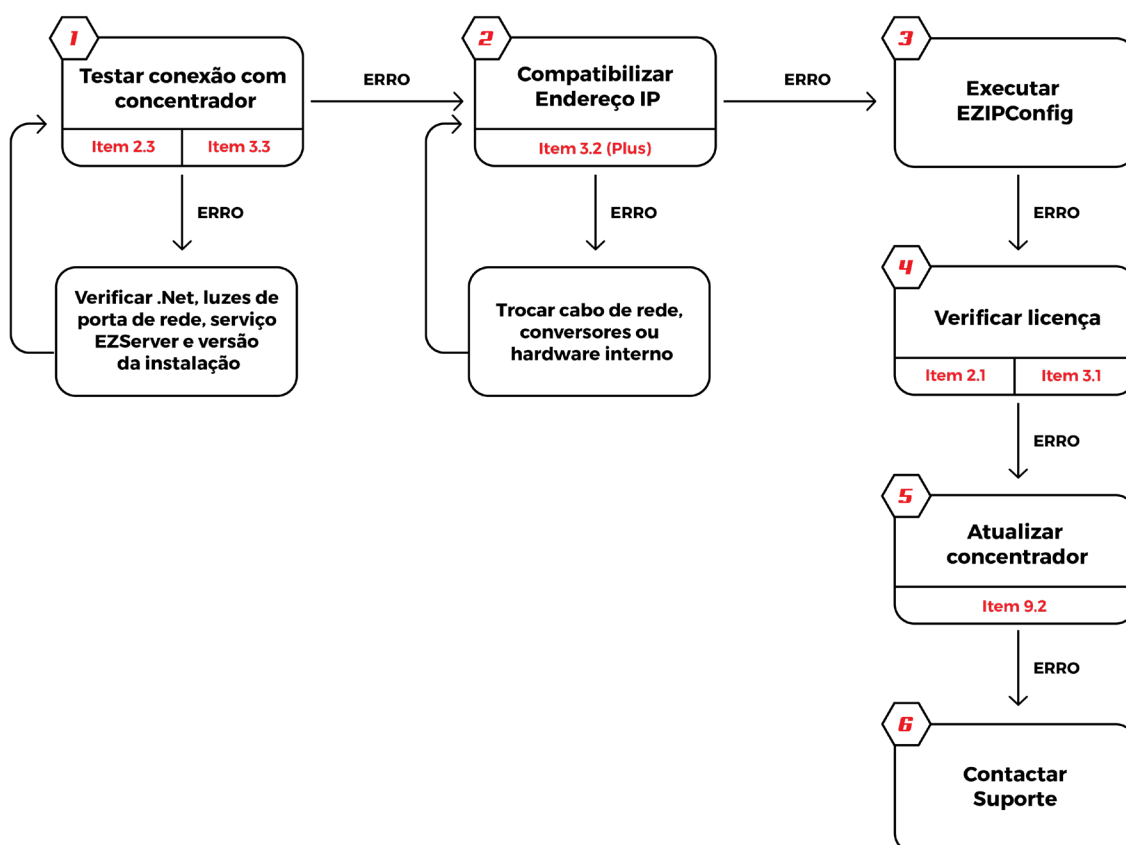 1
Testar conexão com
concentrador
Item 2.3
Item 3.3
ERRO
ERRO
Verificar .Net, luzes de
porta de rede, serviço
EZServer e versão
da instalação
2
Compatibilizar
Endereço IP
Item 3.2 (Plus)
ERRO
ERRO
Trocar cabo de rede,
conversores ou
hardware interno
3
Executar
EZIPConfig
ERRO
4
Verificar licença
Item 2.1
Item 3.1
ERRO
5
Atualizar
concentrador
Item 9.2
ERRO
6
Contactar
Suporte